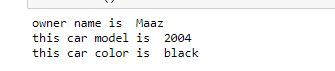 owner name is  Maaz
this car model is  2004
this car color is  black